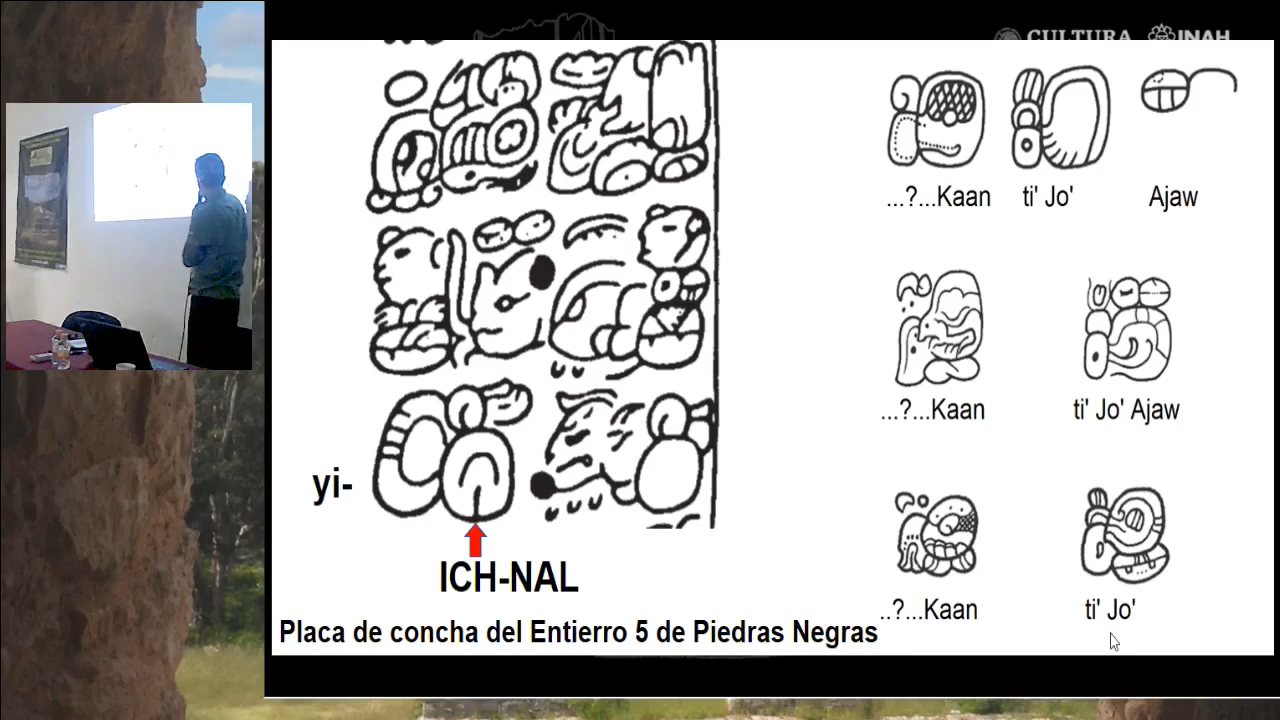 CULTURA INAH
...?...Kaan ti' Jo' Ajaw
...?...Kaan ti' Jo' Ajaw
yi-
ICH-NAL
..?...Kaan ti' Jo'
Placa de concha del Entierro 5 de Piedras Negras